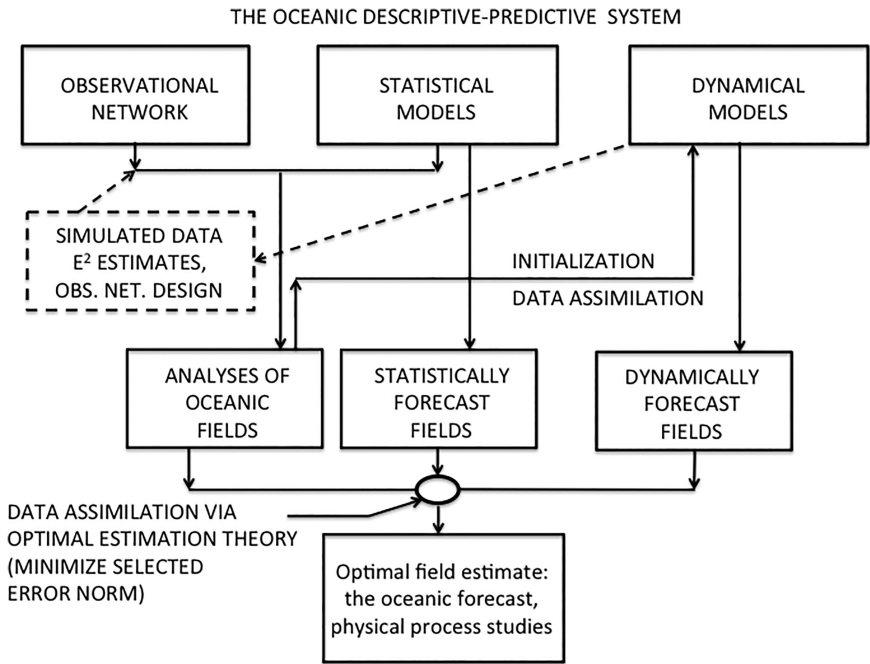 THE OCEANIC DESCRIPTIVE-PREDICTIVE SYSTEM
OBSERVATIONAL
NETWORK
STATISTICAL
MODELS
DYNAMICAL
MODELS
SIMULATED DATA
E² ESTIMATES,
OBS. NET. DESIGN
INITIALIZATION
DATA ASSIMILATION
ANALYSES OF
OCEANIC
FIELDS
STATISTICALLY
FORECAST
FIELDS
DYNAMICALLY
FORECAST
FIELDS
DATA ASSIMILATION VIA
OPTIMAL ESTIMATION THEORY
(MINIMIZE SELECTED
ERROR NORM)
Optimal field estimate:
the oceanic forecast,
physical process studies